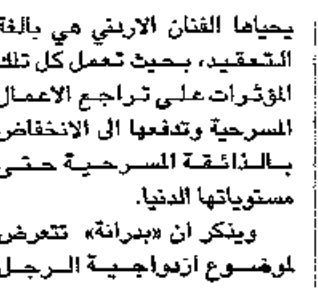 يحياها الفنان الاردني هي بالغة
التعقيد، بحيث تعمل كل تلك
المؤثرات على تراجع الاعمال
المسرحية وتدفعها الى الانخفاض
بالذائقة المسرحية حتى
مستوياتها الدنيا.
ويذكر ان «بدرانة» تتعرض
لموضوع ازدواجية الرجل